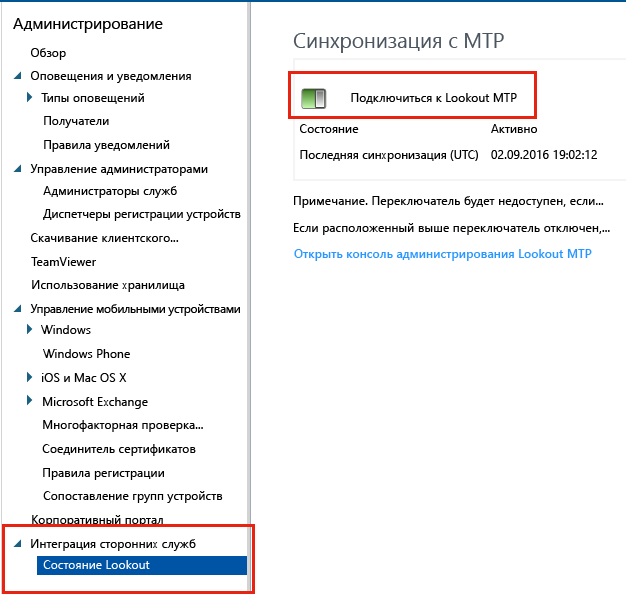 Администрирование
Обзор
Оповещения и уведомления
Типы оповещений
Получатели
Правила уведомлений
Управление администраторами
Администраторы служб
Диспетчеры регистрации устройств
Скачивание клиентского...
TeamViewer
Использование хранилища
Управление мобильными устройствами
Windows
Windows Phone
iOS и Mac OS X
Microsoft Exchange
Многофакторная проверка...
Соединитель сертификатов
Правила регистрации
Сопоставление групп устройств
Корпоративный портал
Интеграция сторонних служб
Состояние Lookout
Синхронизация с MTP
Подключиться к Lookout MTP
Состояние Активно
Последняя синхронизация (UTC) 02.09.2016 19:02:12
Примечание. Переключатель будет недоступен, если...
Если расположенный выше переключатель отключен,...
Открыть консоль администрирования Lookout MTP